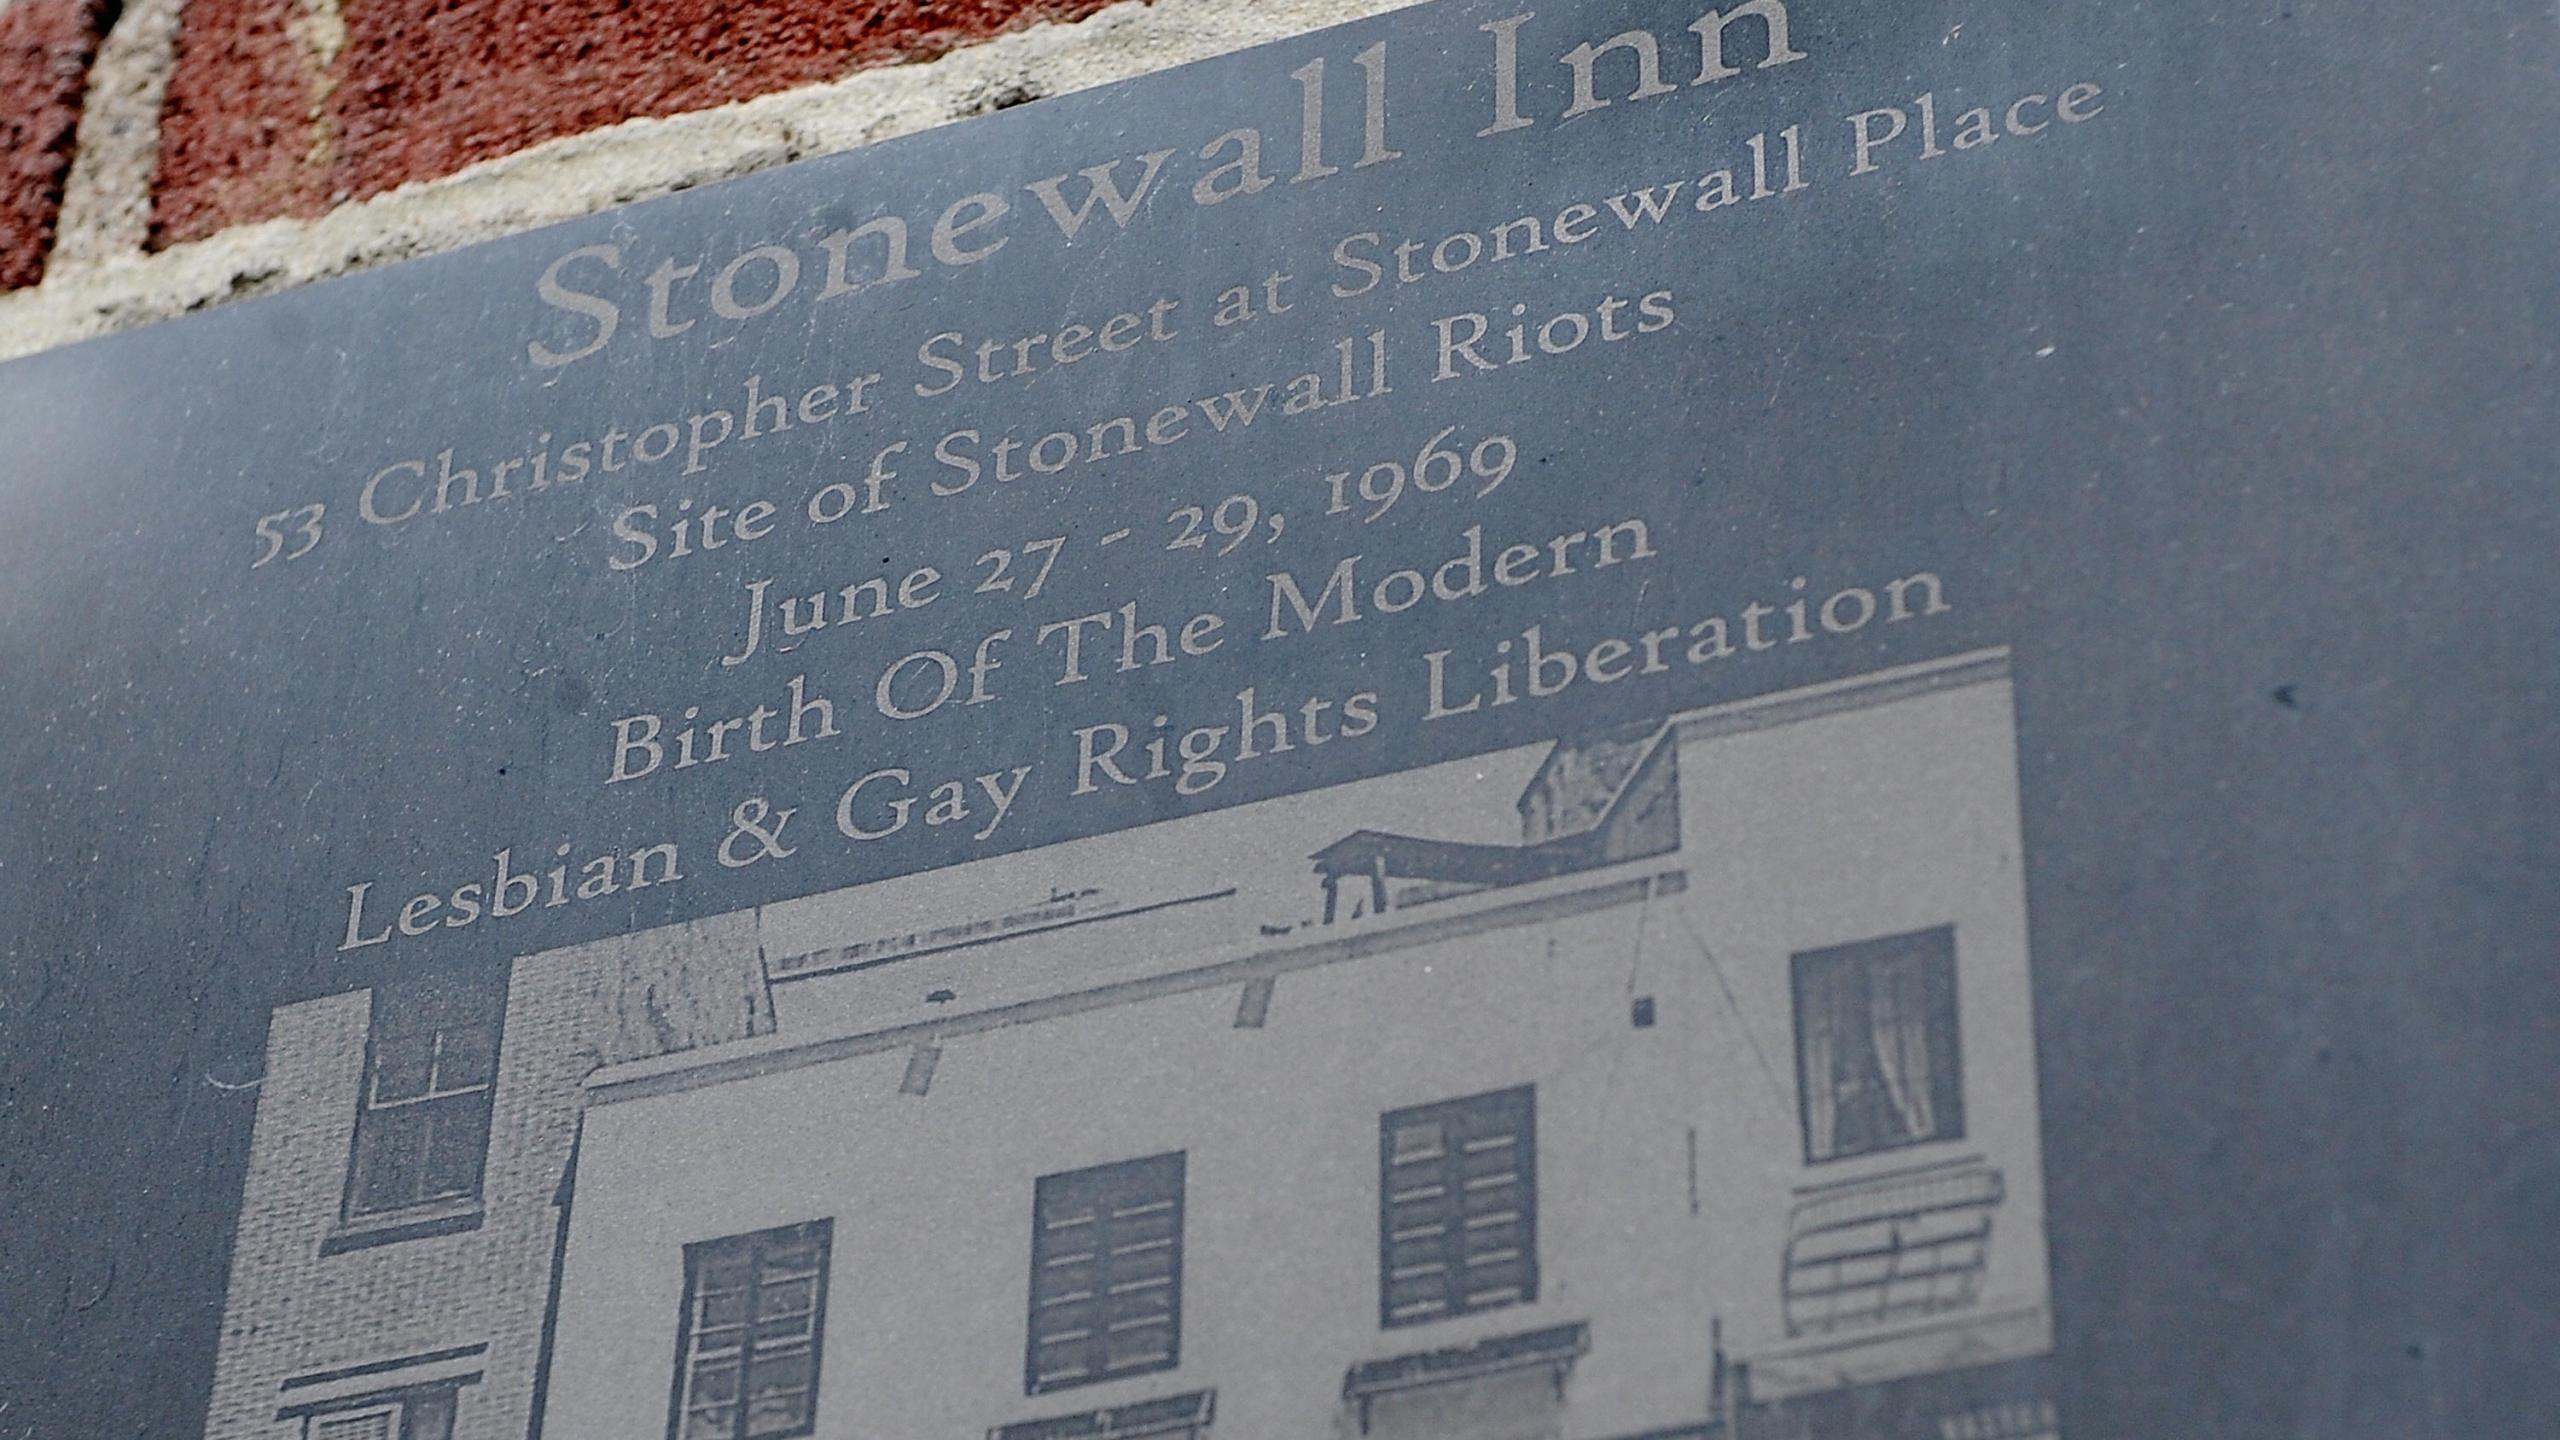 Stonewall Inn
53 Christopher Street at Stonewall Place
Site of Stonewall Riots
June 27 - 29, 1969
Birth Of The Modern
Lesbian & Gay Rights Liberation